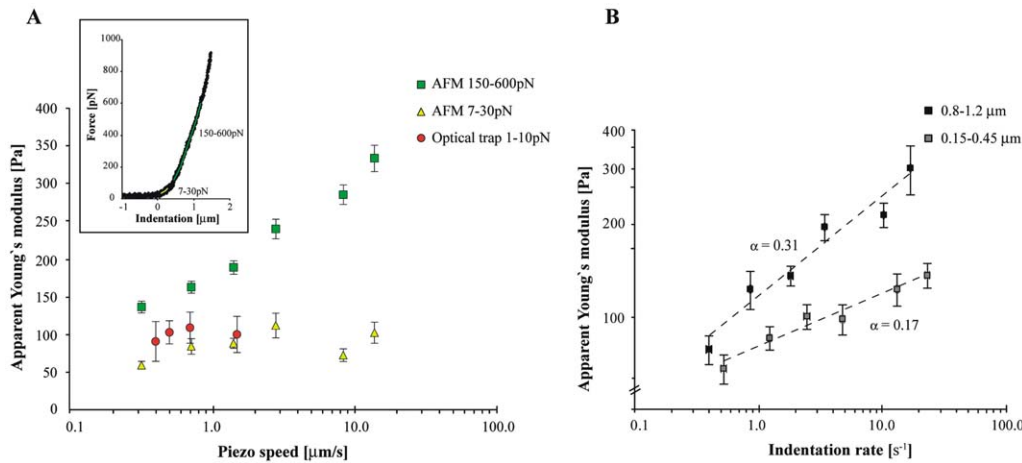 A
B
1000
800
600
400
200
0
Force [pN]
150-600pN
7-30pN
-1
0
1
2
Indentation [µm]
AFM 150-600pN
AFM 7-30pN
Optical trap 1-10pN
Apparent Young`s modulus [Pa]
400
350
300
250
200
150
100
50
0
0.1
1.0
10.0
100.0
Piezo speed [µm/s]
0.8-1.2 µm
0.15-0.45 µm
Apparent Young`s modulus [Pa]
400
300
200
100
α = 0.31
α = 0.17
0.1
1.0
10.0
100.0
Indentation rate [s⁻¹]